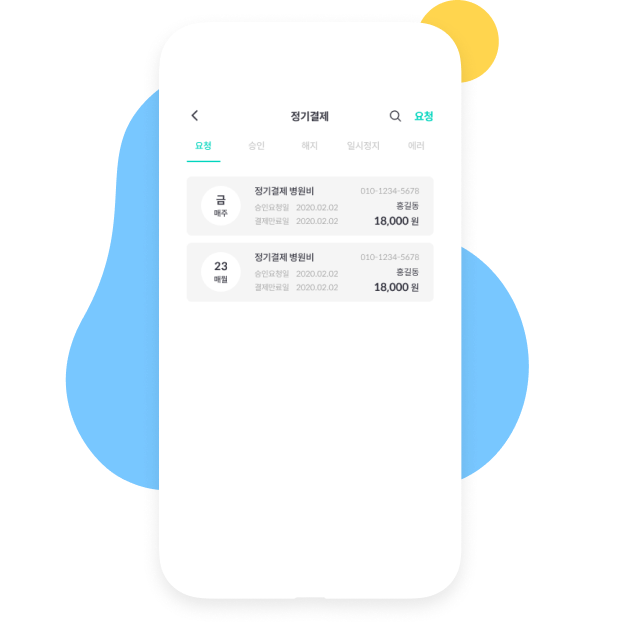 정기결제 요청
요청 승인 해지 일시정지 에러
금 매주
정기결제 병원비 010-1234-5678
승인요청일 2020.02.02 홍길동
결제만료일 2020.02.02 18,000 원
23 매월
정기결제 병원비 010-1234-5678
승인요청일 2020.02.02 홍길동
결제만료일 2020.02.02 18,000 원